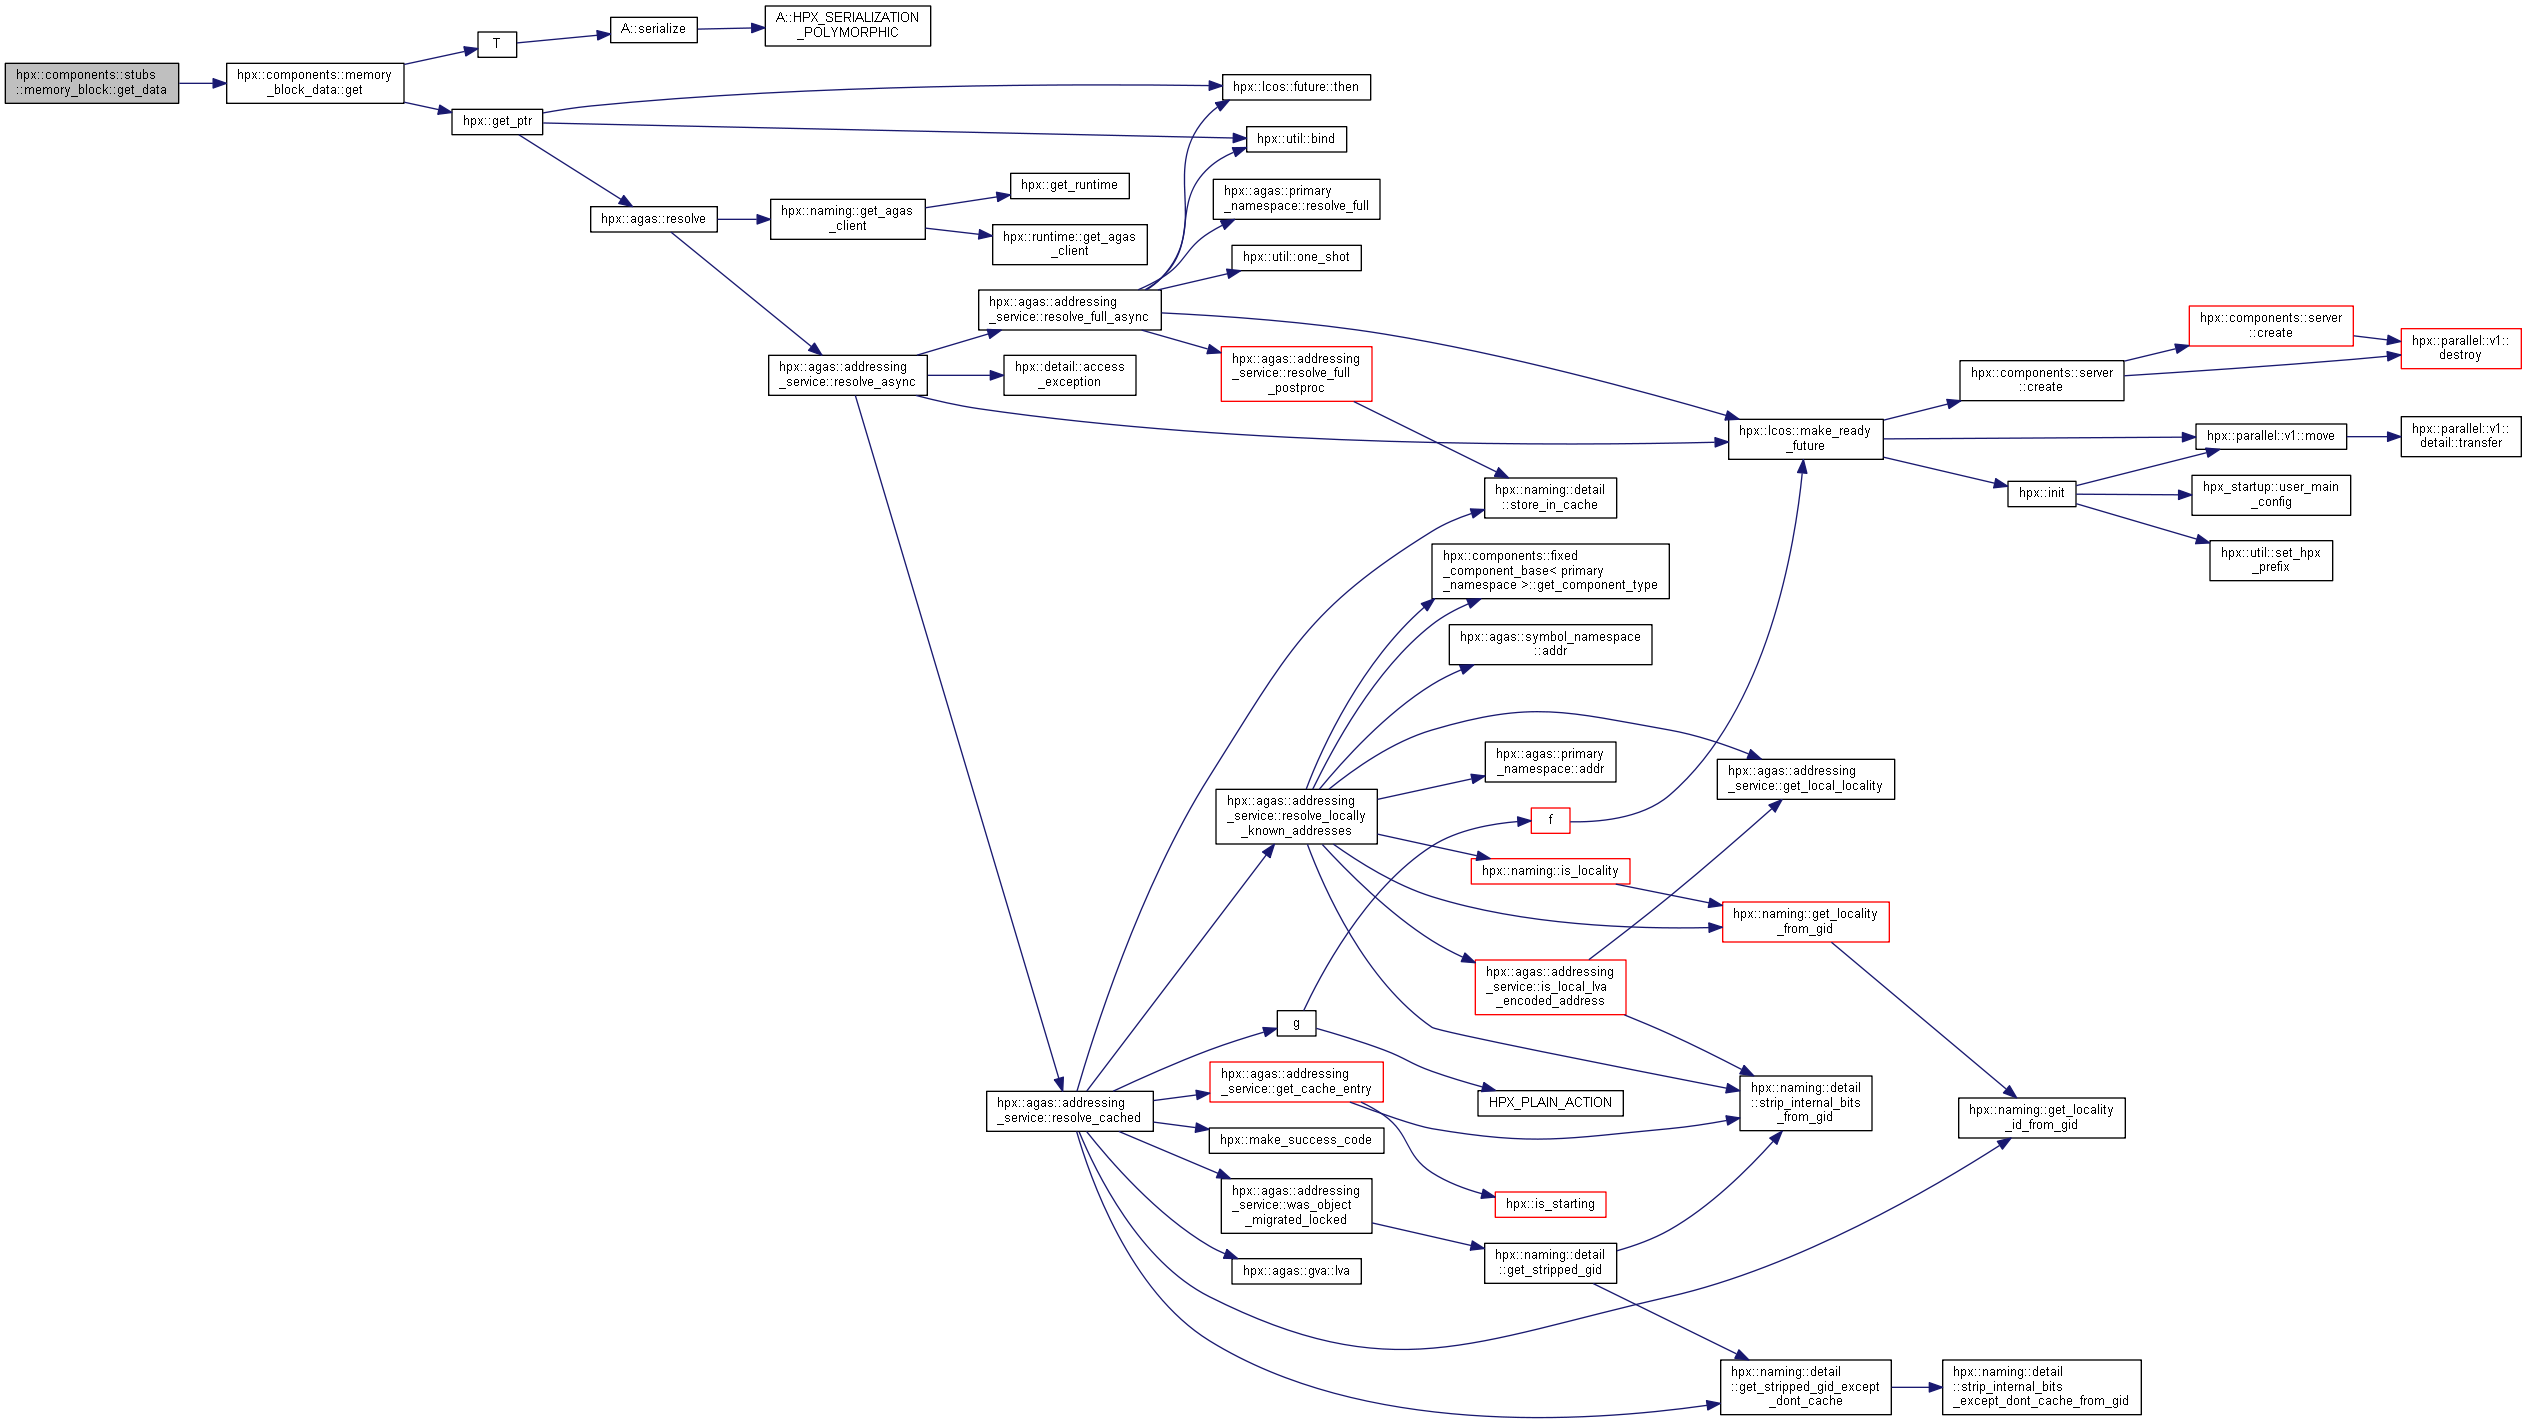 hpx::components::stubs
::memory_block::get_data
hpx::components::memory
_block_data::get
T
A::serialize
A::HPX_SERIALIZATION
_POLYMORPHIC
hpx::get_ptr
hpx::lcos::future::then
hpx::util::bind
hpx::agas::resolve
hpx::naming::get_agas
_client
hpx::get_runtime
hpx::runtime::get_agas
_client
hpx::agas::primary
_namespace::resolve_full
hpx::util::one_shot
hpx::agas::addressing
_service::resolve_full_async
hpx::agas::addressing
_service::resolve_async
hpx::detail::access
_exception
hpx::agas::addressing
_service::resolve_full
_postproc
hpx::lcos::make_ready
_future
hpx::components::server
::create
hpx::components::server
::create
hpx::parallel::v1::
destroy
hpx::parallel::v1::move
hpx::parallel::v1::
detail::transfer
hpx::init
hpx_startup::user_main
_config
hpx::util::set_hpx
_prefix
hpx::naming::detail
::store_in_cache
hpx::components::fixed
_component_base< primary
_namespace >::get_component_type
hpx::agas::symbol_namespace
::addr
hpx::agas::primary
_namespace::addr
hpx::agas::addressing
_service::get_local_locality
hpx::agas::addressing
_service::resolve_locally
_known_addresses
f
hpx::naming::is_locality
hpx::naming::get_locality
_from_gid
hpx::agas::addressing
_service::is_local_lva
_encoded_address
g
hpx::agas::addressing
_service::get_cache_entry
HPX_PLAIN_ACTION
hpx::naming::detail
::strip_internal_bits
_from_gid
hpx::naming::get_locality
_id_from_gid
hpx::agas::addressing
_service::resolve_cached
hpx::make_success_code
hpx::agas::addressing
_service::was_object
_migrated_locked
hpx::is_starting
hpx::agas::gva::lva
hpx::naming::detail
::get_stripped_gid
hpx::naming::detail
::get_stripped_gid_except
_dont_cache
hpx::naming::detail
::strip_internal_bits
_except_dont_cache_from_gid